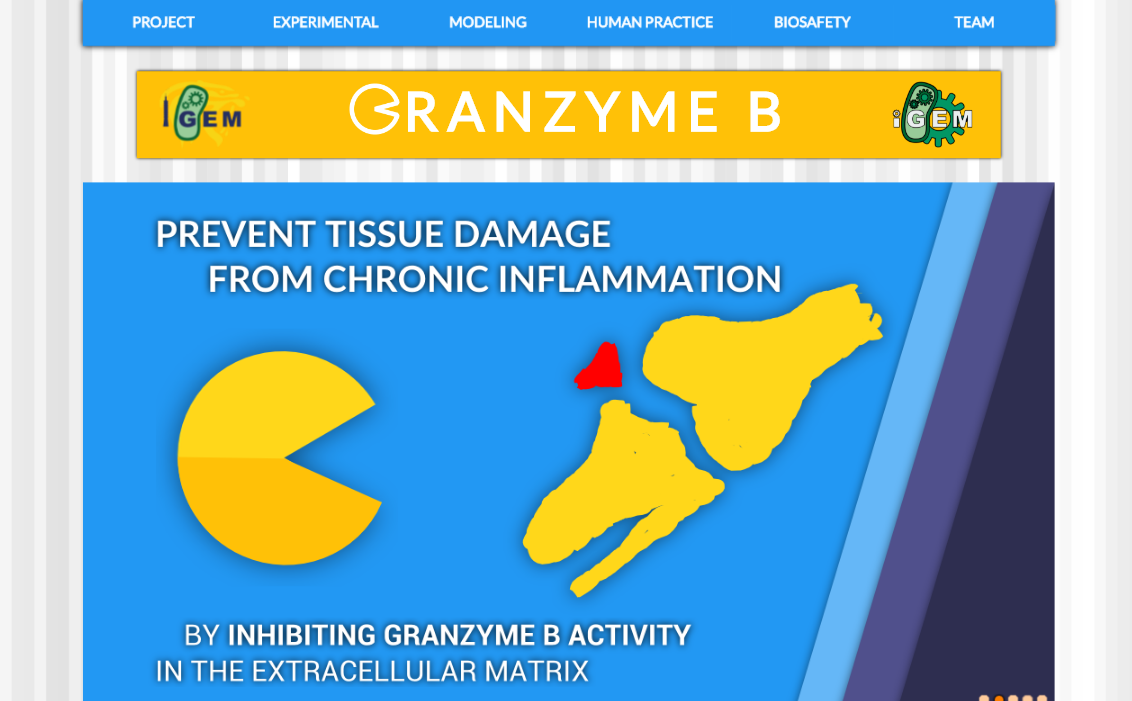 PROJECT EXPERIMENTAL MODELING HUMAN PRACTICE BIOSAFETY TEAM
iGEM GRANZYME B iGEM
PREVENT TISSUE DAMAGE
FROM CHRONIC INFLAMMATION
BY INHIBITING GRANZYME B ACTIVITY
IN THE EXTRACELLULAR MATRIX